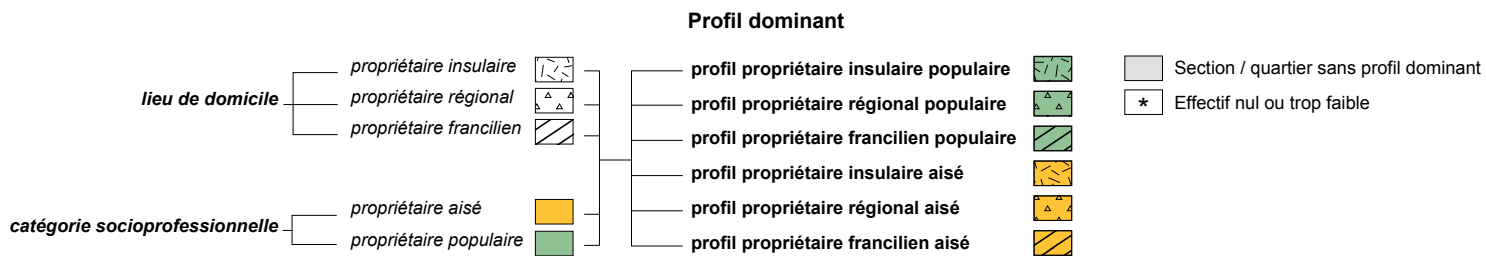 Profil dominant
lieu de domicile
propriétaire insulaire
propriétaire régional
propriétaire francilien
catégorie socioprofessionnelle
propriétaire aisé
propriétaire populaire
profil propriétaire insulaire populaire
profil propriétaire régional populaire
profil propriétaire francilien populaire
profil propriétaire insulaire aisé
profil propriétaire régional aisé
profil propriétaire francilien aisé
Section / quartier sans profil dominant
* Effectif nul ou trop faible